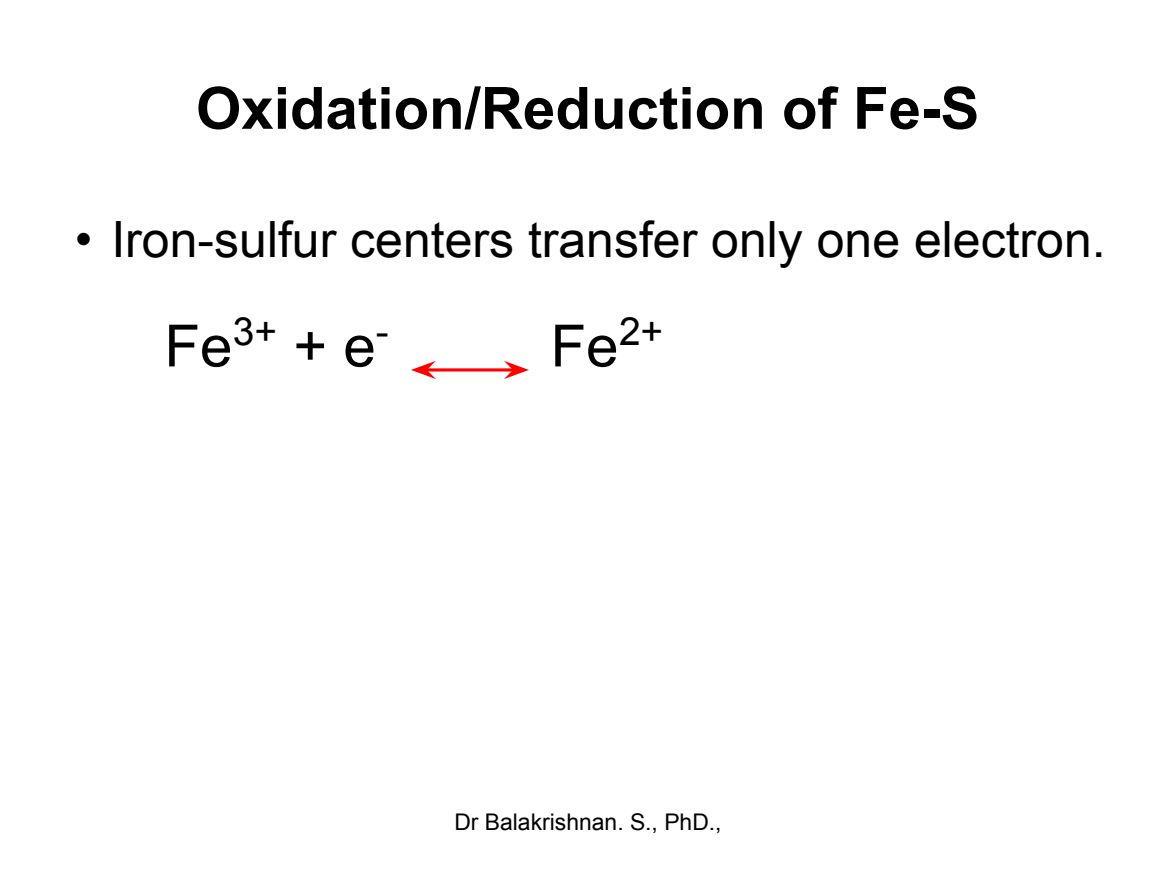 Oxidation/Reduction of Fe-S
• Iron-sulfur centers transfer only one electron.
Fe³⁺ + e⁻ ⟷ Fe²⁺
Dr Balakrishnan. S., PhD.,